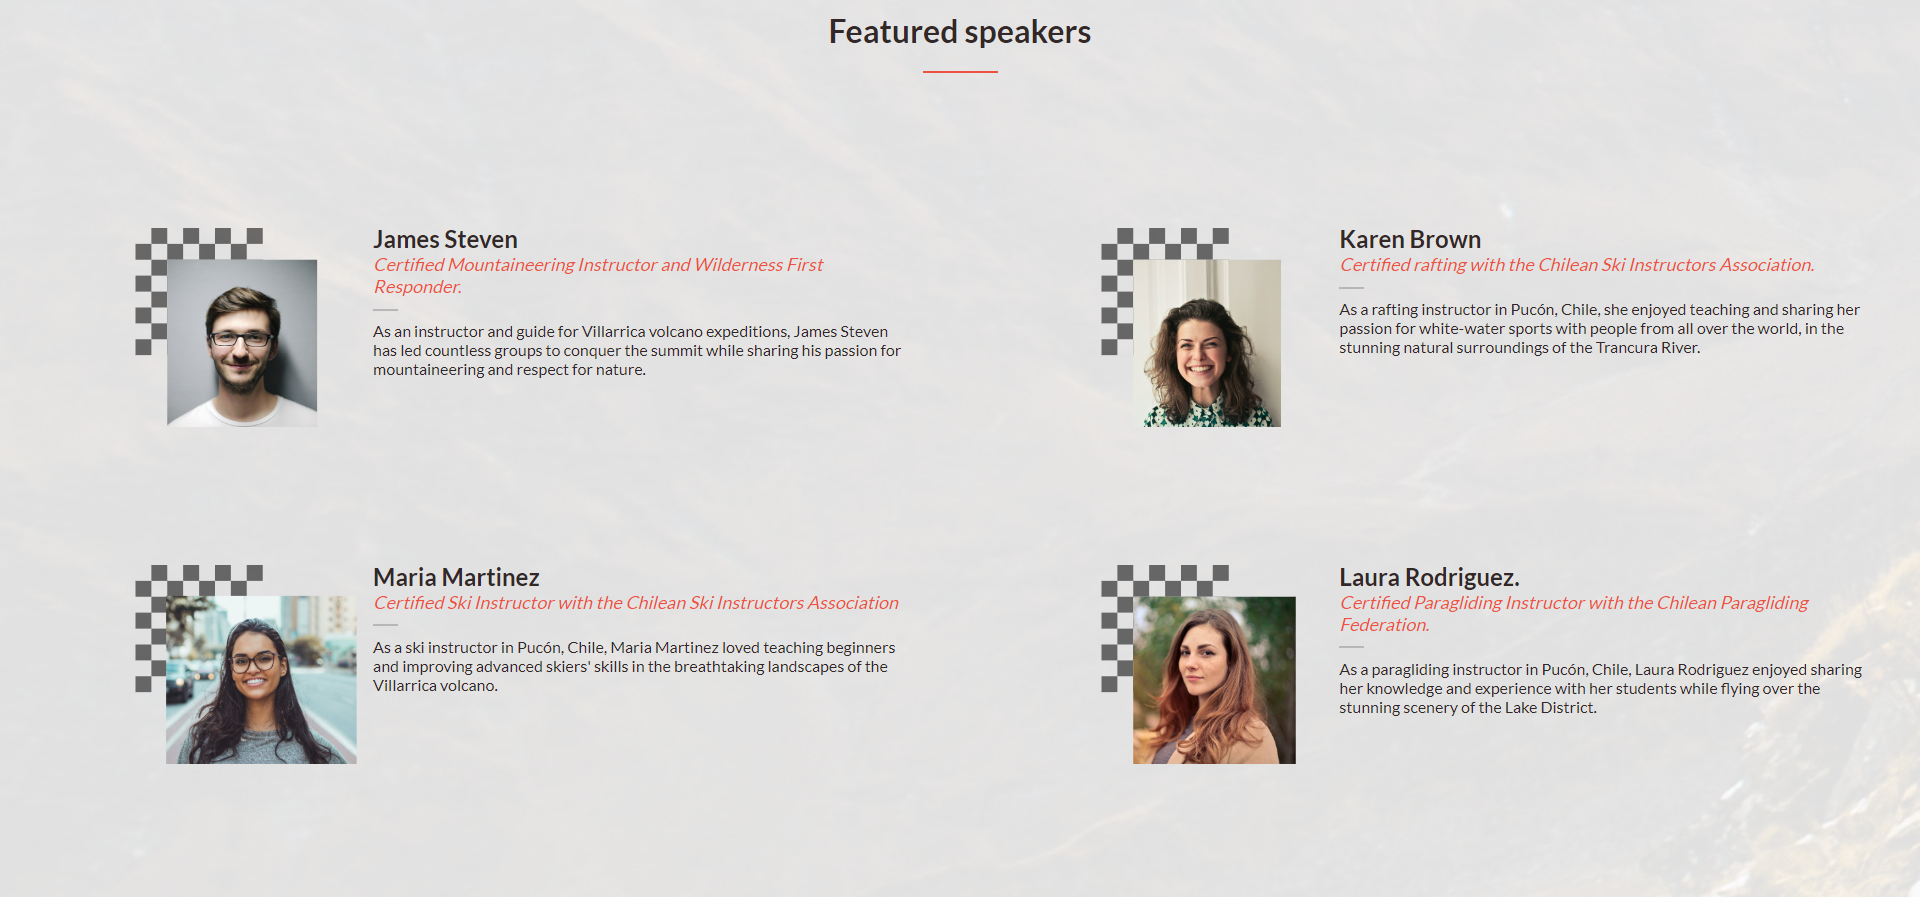 Featured speakers
James Steven
Certified Mountaineering Instructor and Wilderness First
Responder.
As an instructor and guide for Villarrica volcano expeditions, James Steven
has led countless groups to conquer the summit while sharing his passion for
mountaineering and respect for nature.
Karen Brown
Certified rafting with the Chilean Ski Instructors Association.
As a rafting instructor in Pucón, Chile, she enjoyed teaching and sharing her
passion for white-water sports with people from all over the world, in the
stunning natural surroundings of the Trancura River.
Maria Martinez
Certified Ski Instructor with the Chilean Ski Instructors Association
As a ski instructor in Pucón, Chile, Maria Martinez loved teaching beginners
and improving advanced skiers' skills in the breathtaking landscapes of the
Villarrica volcano.
Laura Rodriguez.
Certified Paragliding Instructor with the Chilean Paragliding
Federation.
As a paragliding instructor in Pucón, Chile, Laura Rodriguez enjoyed sharing
her knowledge and experience with her students while flying over the
stunning scenery of the Lake District.